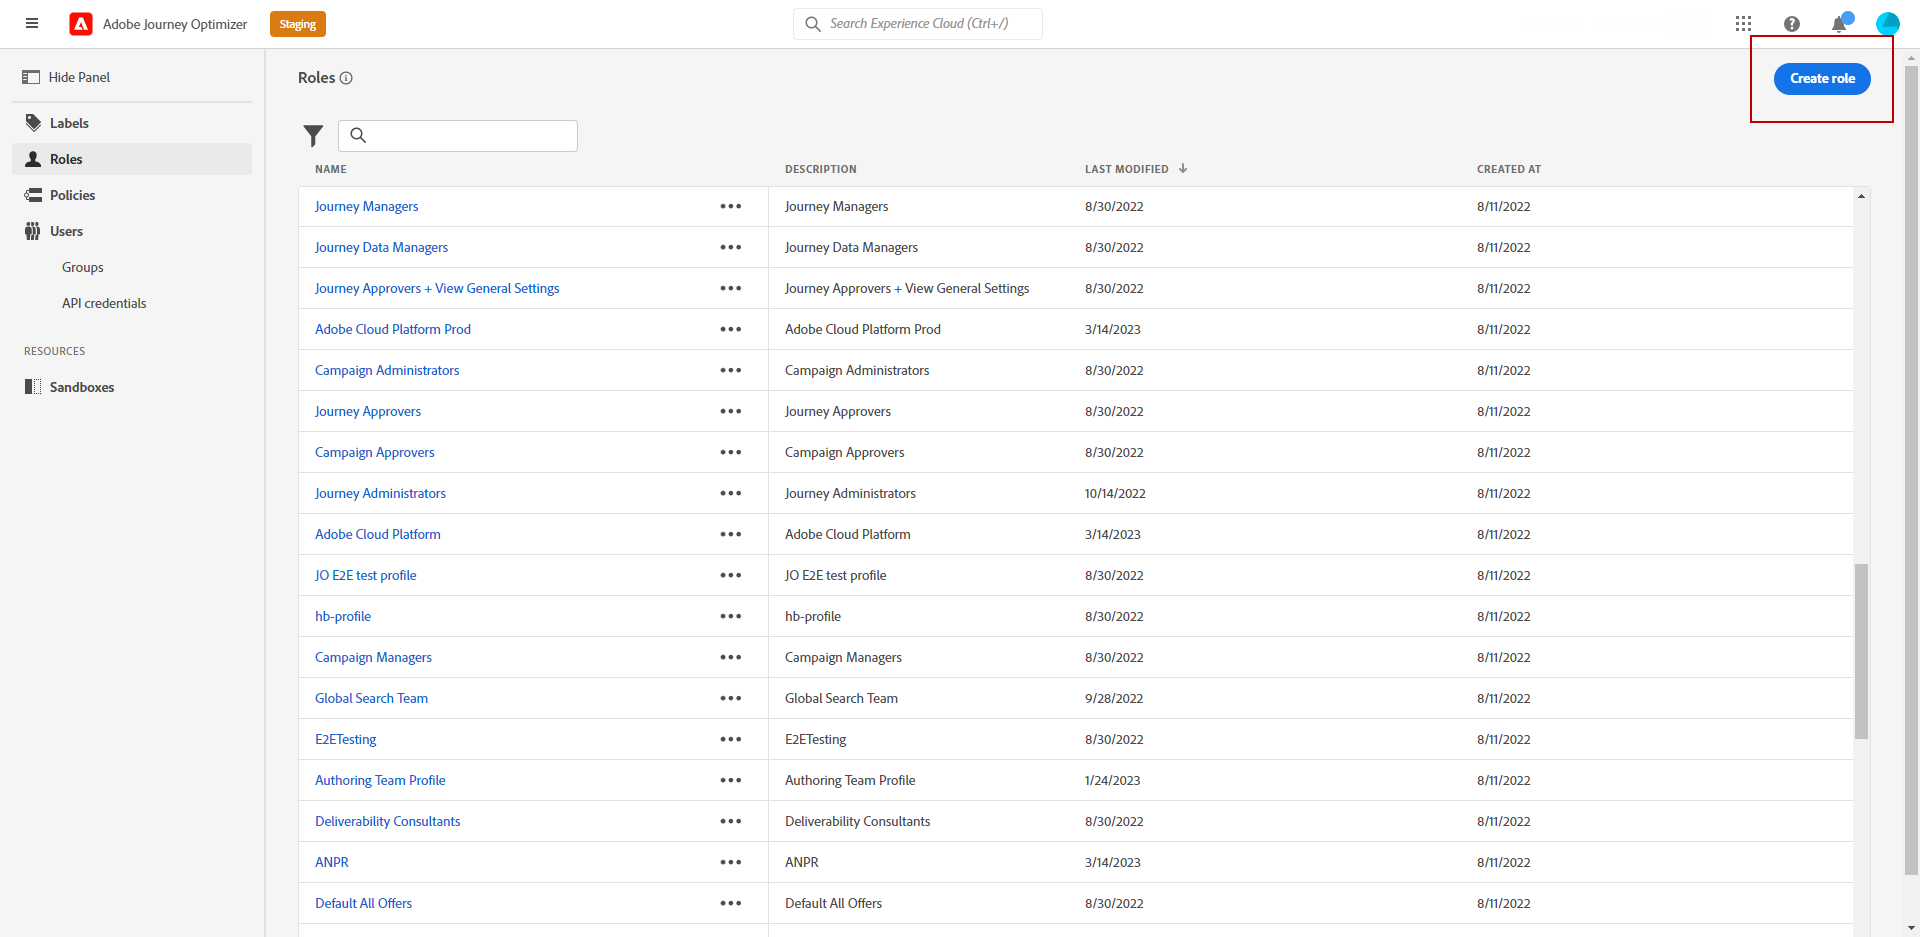 Adobe Journey Optimizer Staging Search Experience Cloud (Ctrl+/)
Hide Panel
Labels
Roles
Policies
Users
Groups
API credentials
RESOURCES
Sandboxes
Roles
Create role
NAME DESCRIPTION LAST MODIFIED CREATED AT
Journey Managers Journey Managers 8/30/2022 8/11/2022
Journey Data Managers Journey Data Managers 8/30/2022 8/11/2022
Journey Approvers + View General Settings Journey Approvers + View General Settings 8/30/2022 8/11/2022
Adobe Cloud Platform Prod Adobe Cloud Platform Prod 3/14/2023 8/11/2022
Campaign Administrators Campaign Administrators 8/30/2022 8/11/2022
Journey Approvers Journey Approvers 8/30/2022 8/11/2022
Campaign Approvers Campaign Approvers 8/30/2022 8/11/2022
Journey Administrators Journey Administrators 10/14/2022 8/11/2022
Adobe Cloud Platform Adobe Cloud Platform 3/14/2023 8/11/2022
JO E2E test profile JO E2E test profile 8/30/2022 8/11/2022
hb-profile hb-profile 8/30/2022 8/11/2022
Campaign Managers Campaign Managers 8/30/2022 8/11/2022
Global Search Team Global Search Team 9/28/2022 8/11/2022
E2ETesting E2ETesting 8/30/2022 8/11/2022
Authoring Team Profile Authoring Team Profile 1/24/2023 8/11/2022
Deliverability Consultants Deliverability Consultants 8/30/2022 8/11/2022
ANPR ANPR 3/14/2023 8/11/2022
Default All Offers Default All Offers 8/30/2022 8/11/2022